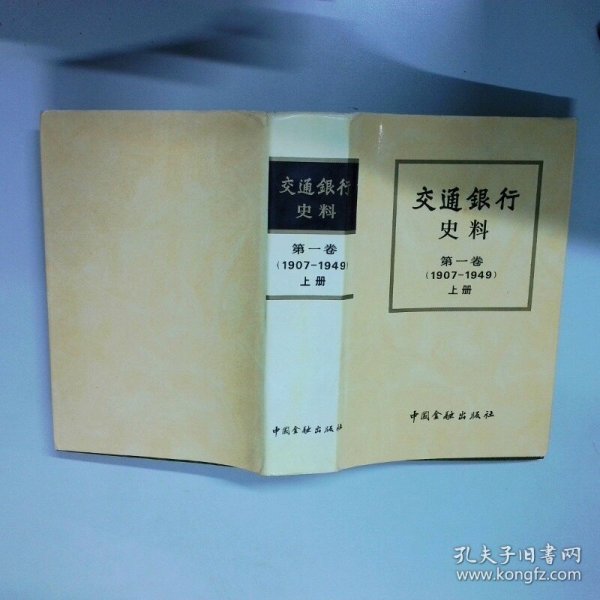 交通銀行
史料
第一卷
(1907-1949)
上册
中国金融出版社
交通銀行
史料
第一卷
(1907-1949)
上册
中国金融出版社
孔夫子旧书网
www.kongfz.com